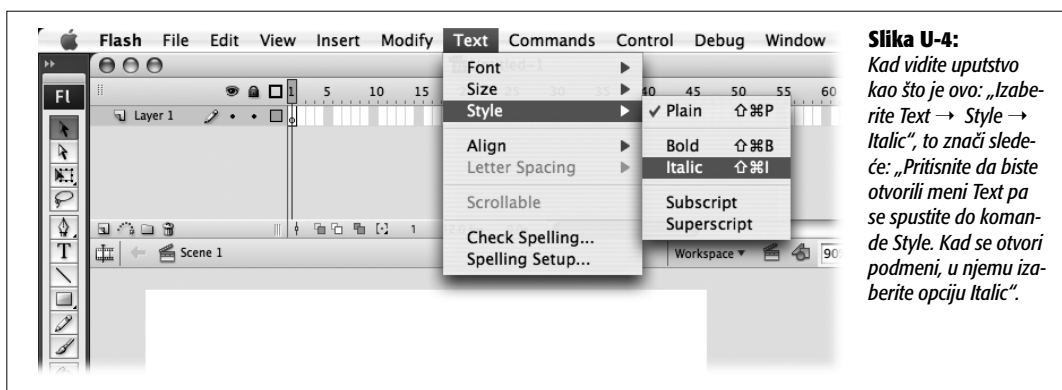 Flash File Edit View Insert Modify Text Commands Control Debug Window
Fl
1 5 10 15 40 45 50 55 60
Layer 1
1
Scene 1
Workspace
90
T
Font
Size
Style
Align
Letter Spacing
Scrollable
Check Spelling...
Spelling Setup...
✓ Plain ⇧⌘P
Bold ⇧⌘B
Italic ⇧⌘I
Subscript
Superscript
Slika U-4:
Kad vidite uputstvo
kao što je ovo: „Izabe-
rite Text → Style →
Italic“, to znači slede-
će: „Pritisnite da biste
otvorili meni Text pa
se spustite do koman-
de Style. Kad se otvori
podmeni, u njemu iza-
berite opciju Italic“.